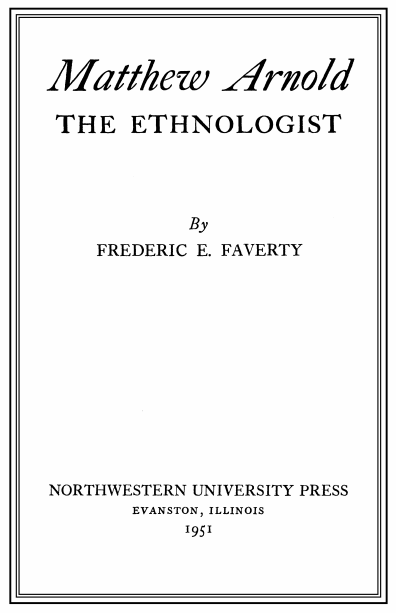 Matthew Arnold
THE ETHNOLOGIST
By
FREDERIC E. FAVERTY
NORTHWESTERN UNIVERSITY PRESS
EVANSTON, ILLINOIS
1951